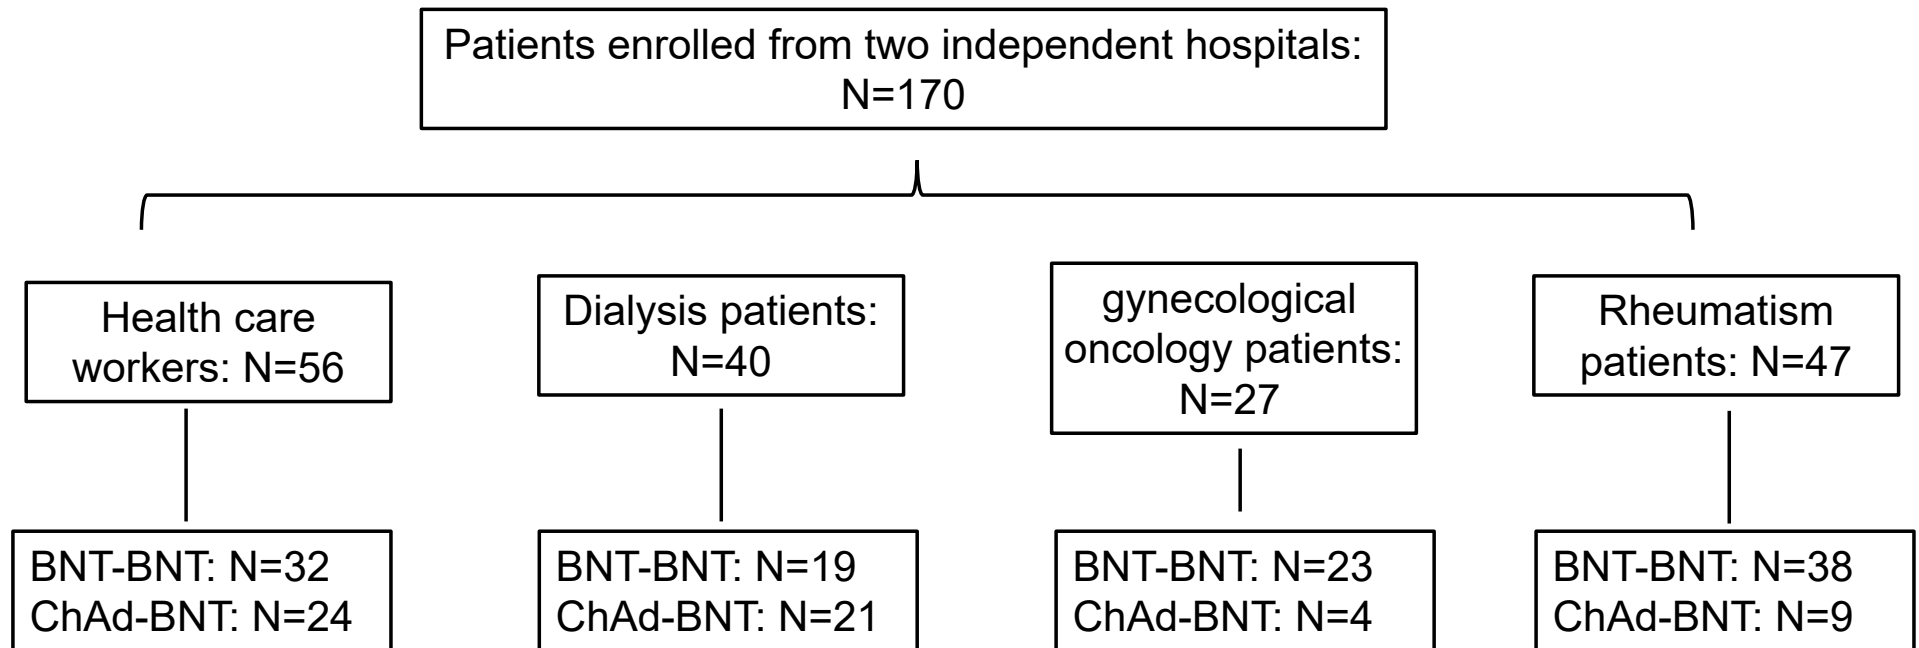 Patients enrolled from two independent hospitals:
N=170
Health care
workers: N=56
Dialysis patients:
N=40
gynecological
oncology patients:
N=27
Rheumatism
patients: N=47
BNT-BNT: N=32
ChAd-BNT: N=24
BNT-BNT: N=19
ChAd-BNT: N=21
BNT-BNT: N=23
ChAd-BNT: N=4
BNT-BNT: N=38
ChAd-BNT: N=9